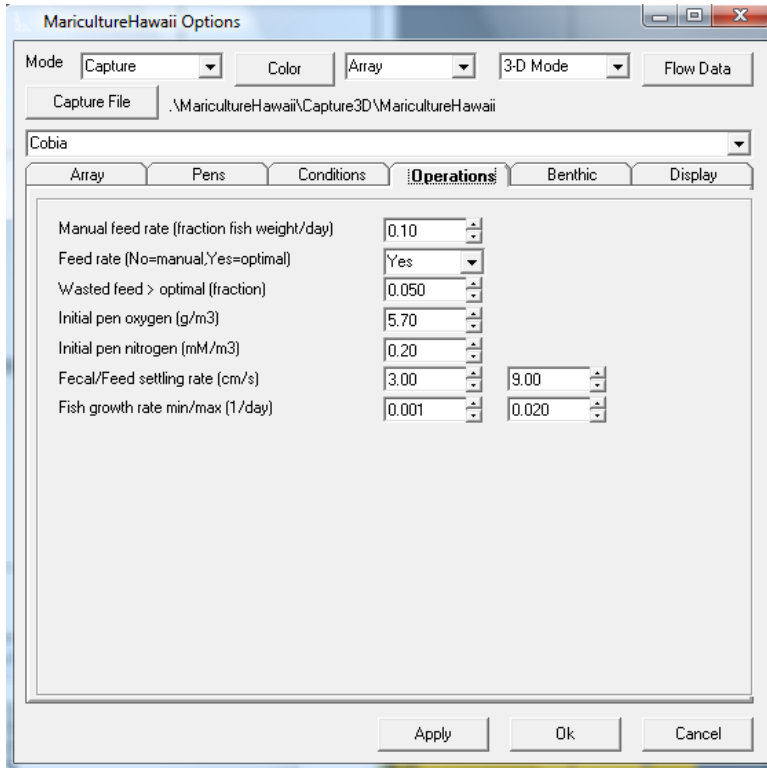 MaricultureHawaii Options
Mode Capture Color Array 3-D Mode Flow Data
Capture File .\MaricultureHawaii\Capture3D\MaricultureHawaii
Cobia
Array Pens Conditions Operations Benthic Display
Manual feed rate (fraction fish weight/day) 0.10
Feed rate (No=manual,Yes=optimal) Yes
Wasted feed > optimal (fraction) 0.050
Initial pen oxygen (g/m3) 5.70
Initial pen nitrogen (mM/m3) 0.20
Fecal/Feed settling rate (cm/s) 3.00 9.00
Fish growth rate min/max (1/day) 0.001 0.020
Apply Ok Cancel